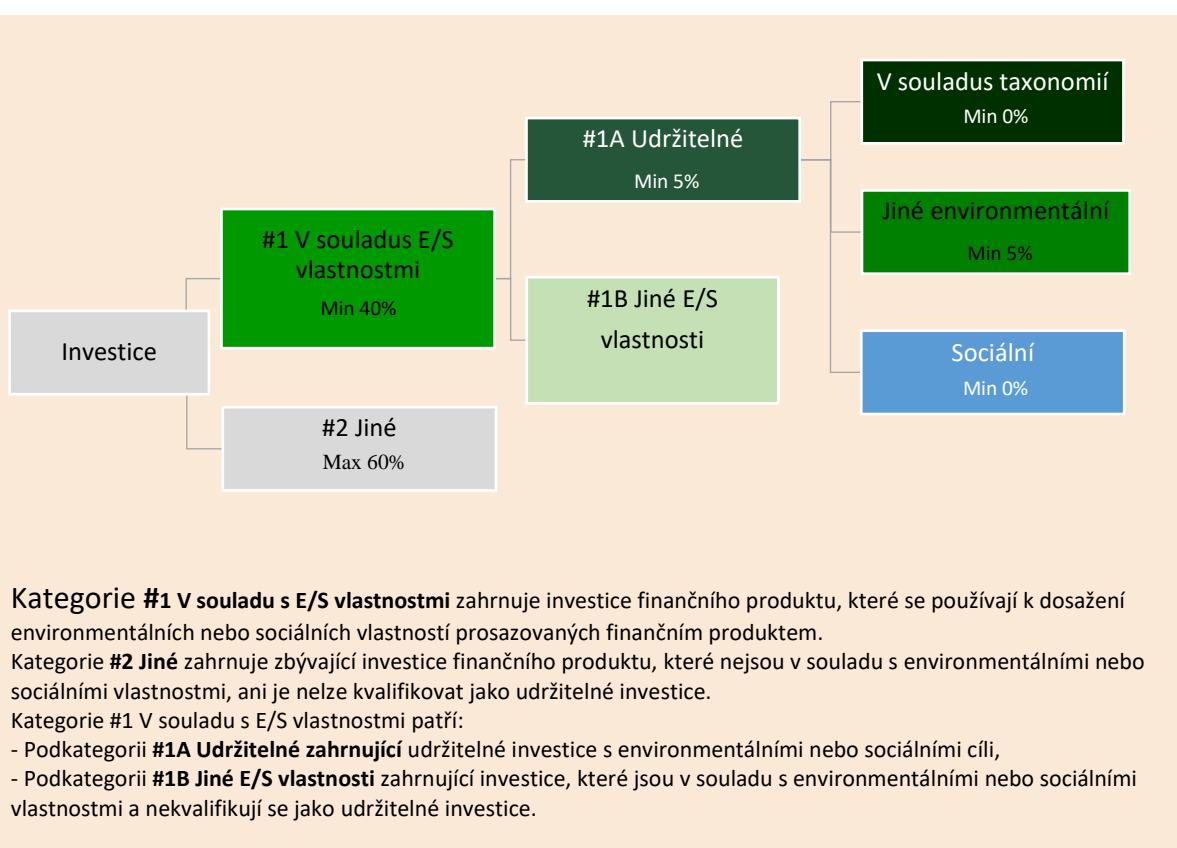 V souladus taxonomií
Min 0%
#1A Udržitelné
Min 5%
Jiné environmentální
Min 5%
#1 V souladus E/S
vlastnostmi
Min 40%
#1B Jiné E/S
vlastnosti
Investice
Sociální
Min 0%
#2 Jiné
Max 60%
Kategorie #1 V souladu s E/S vlastnostmi zahrnuje investice finančního produktu, které se používají k dosažení
environmentálních nebo sociálních vlastností prosazovaných finančním produktem.
Kategorie #2 Jiné zahrnuje zbývající investice finančního produktu, které nejsou v souladu s environmentálními nebo
sociálními vlastnostmi, ani je nelze kvalifikovat jako udržitelné investice.
Kategorie #1 V souladu s E/S vlastnostmi patří:
- Podkategorii #1A Udržitelné zahrnující udržitelné investice s environmentálními nebo sociálními cíli,
- Podkategorii #1B Jiné E/S vlastnosti zahrnující investice, které jsou v souladu s environmentálními nebo sociálními
vlastnostmi a nekvalifikují se jako udržitelné investice.